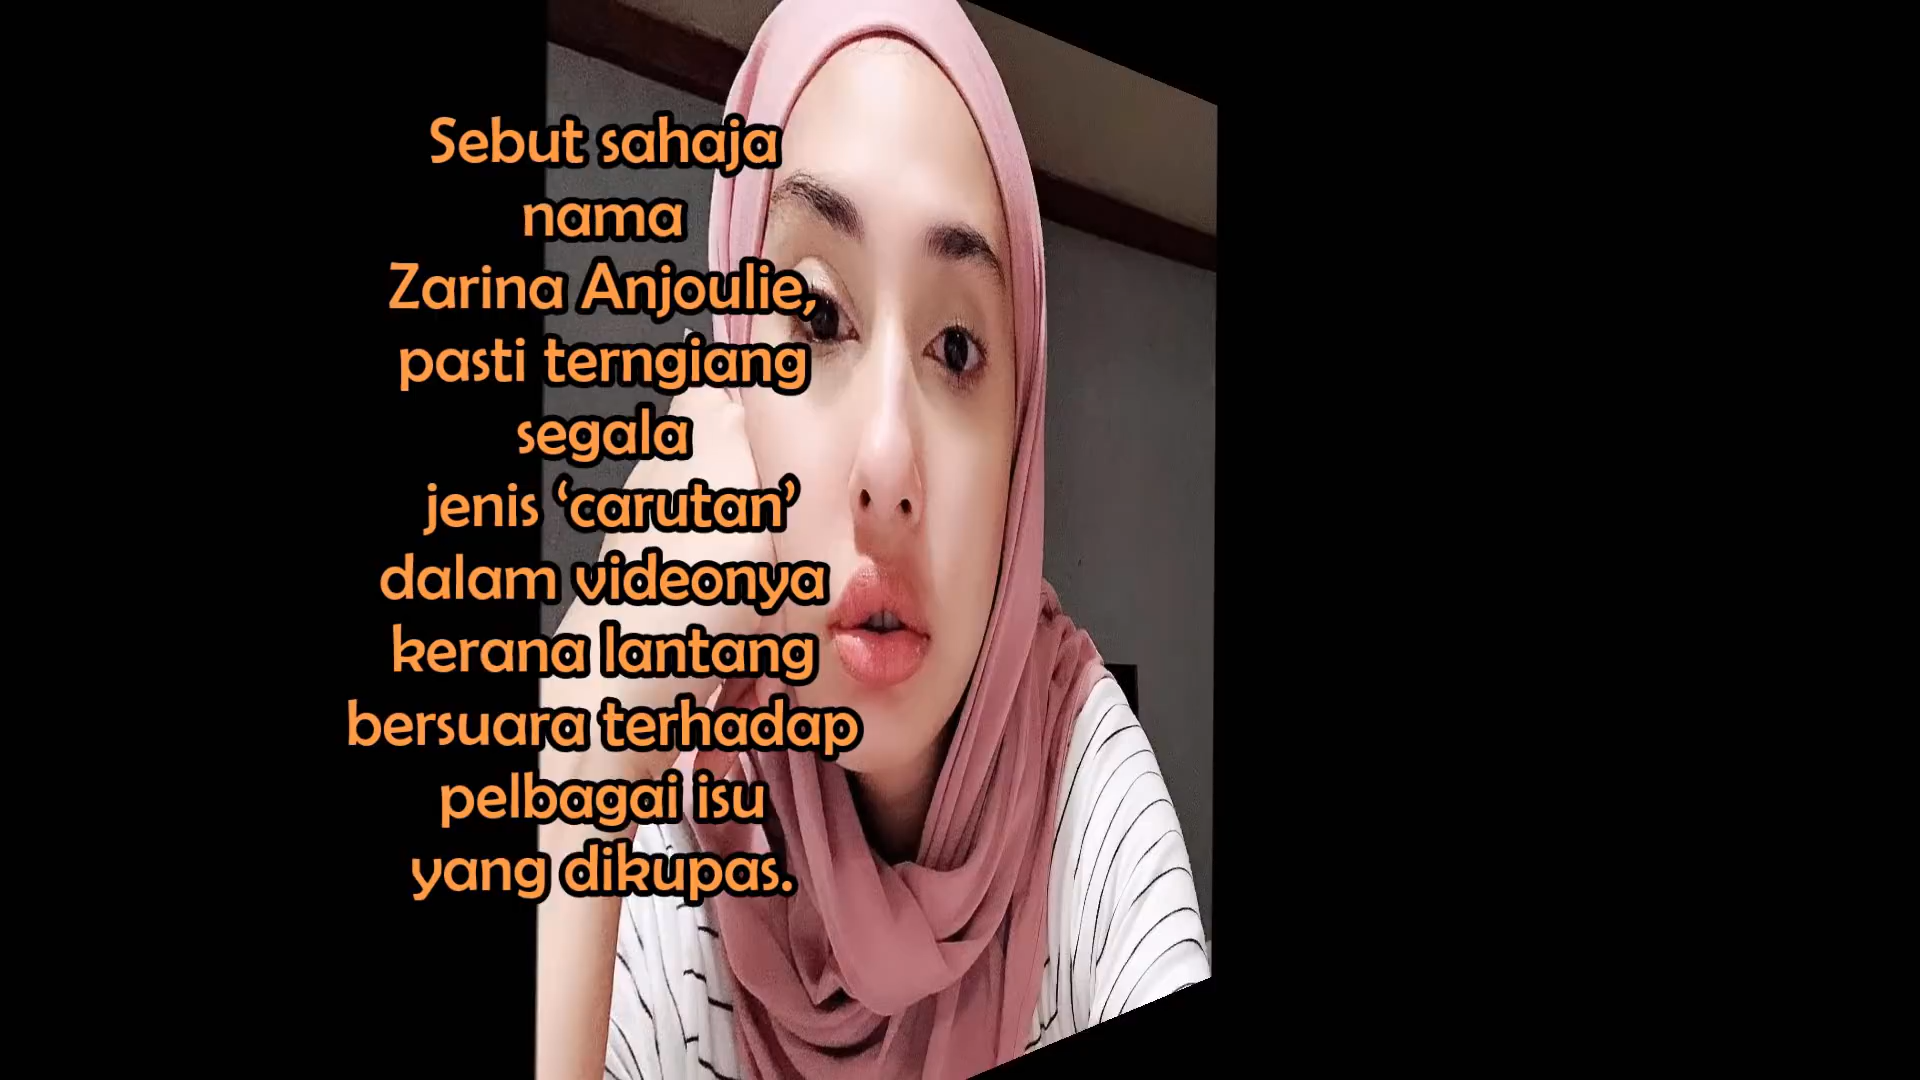 Sebut sahaja
nama
Zarina Anjoulie,
pasti terngiang
segala
jenis ‘carutan’
dalam videonya
kerana lantang
bersuara terhadap
pelbagai isu
yang dikupas.